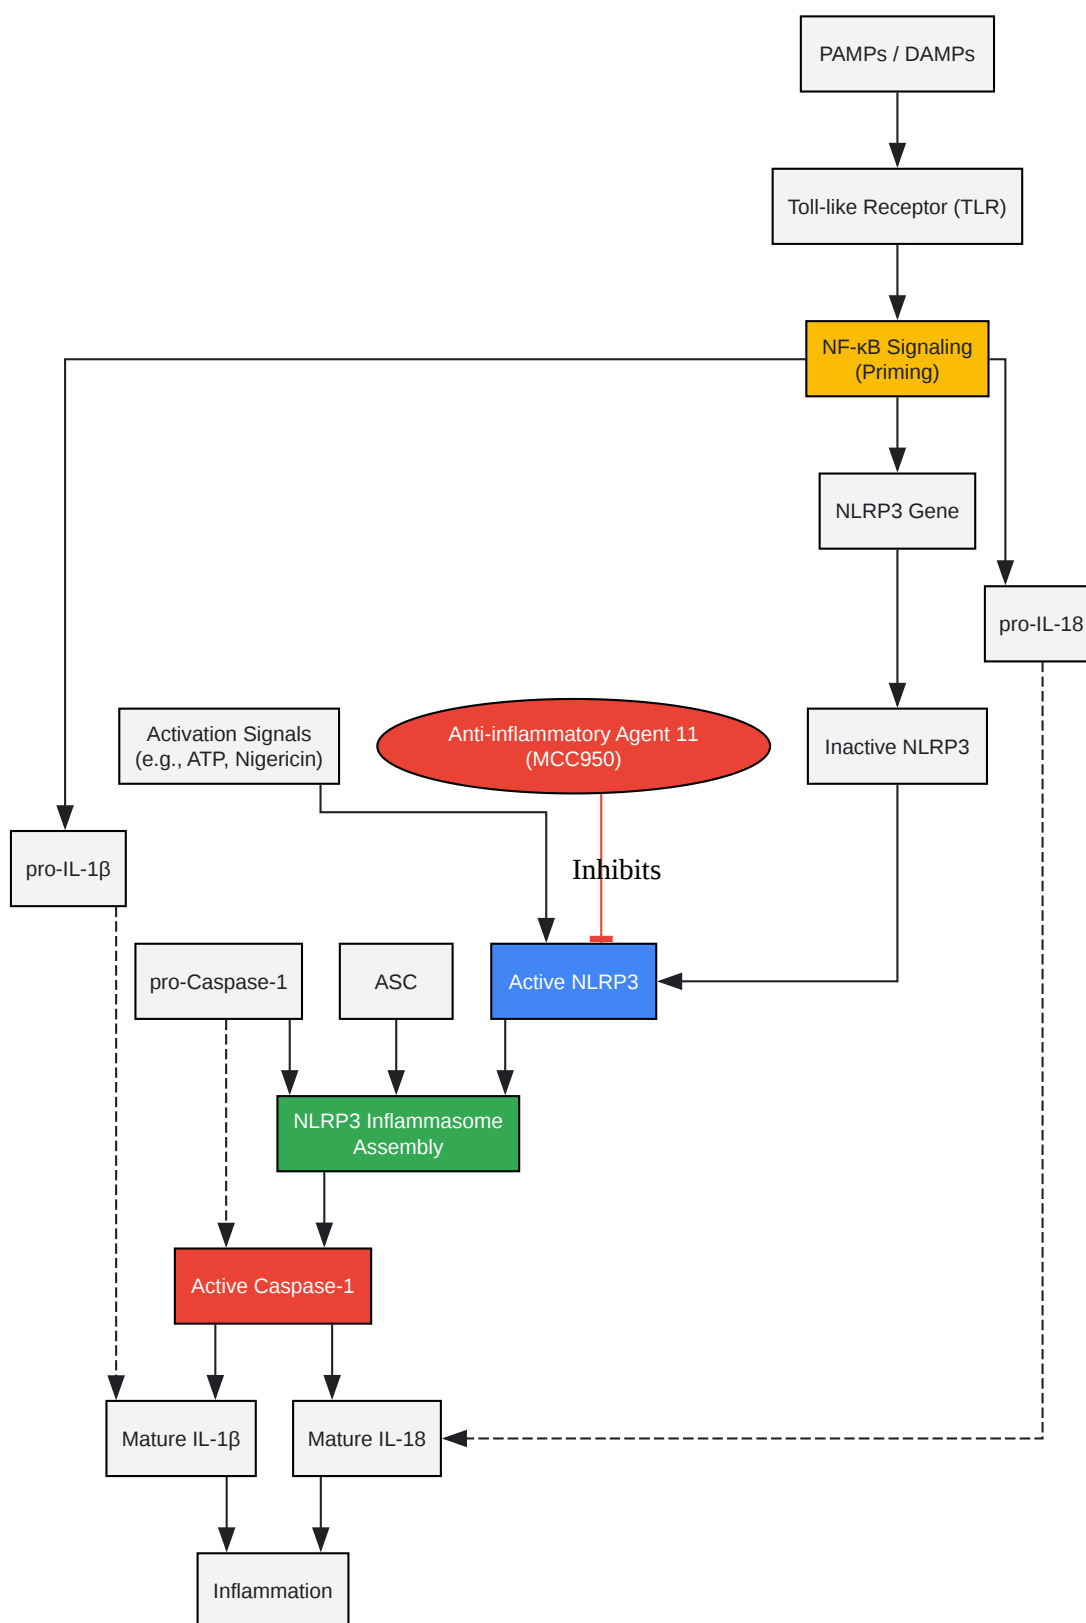 PAMPs / DAMPs
Toll-like Receptor (TLR)
NF-κB Signaling
(Priming)
NLRP3 Gene
pro-IL-18
Activation Signals
(e.g., ATP, Nigericin)
Anti-inflammatory Agent 11
(MCC950)
Inactive NLRP3
pro-IL-1β
Inhibits
pro-Caspase-1
ASC
Active NLRP3
NLRP3 Inflammasome
Assembly
Active Caspase-1
Mature IL-1β
Mature IL-18
Inflammation